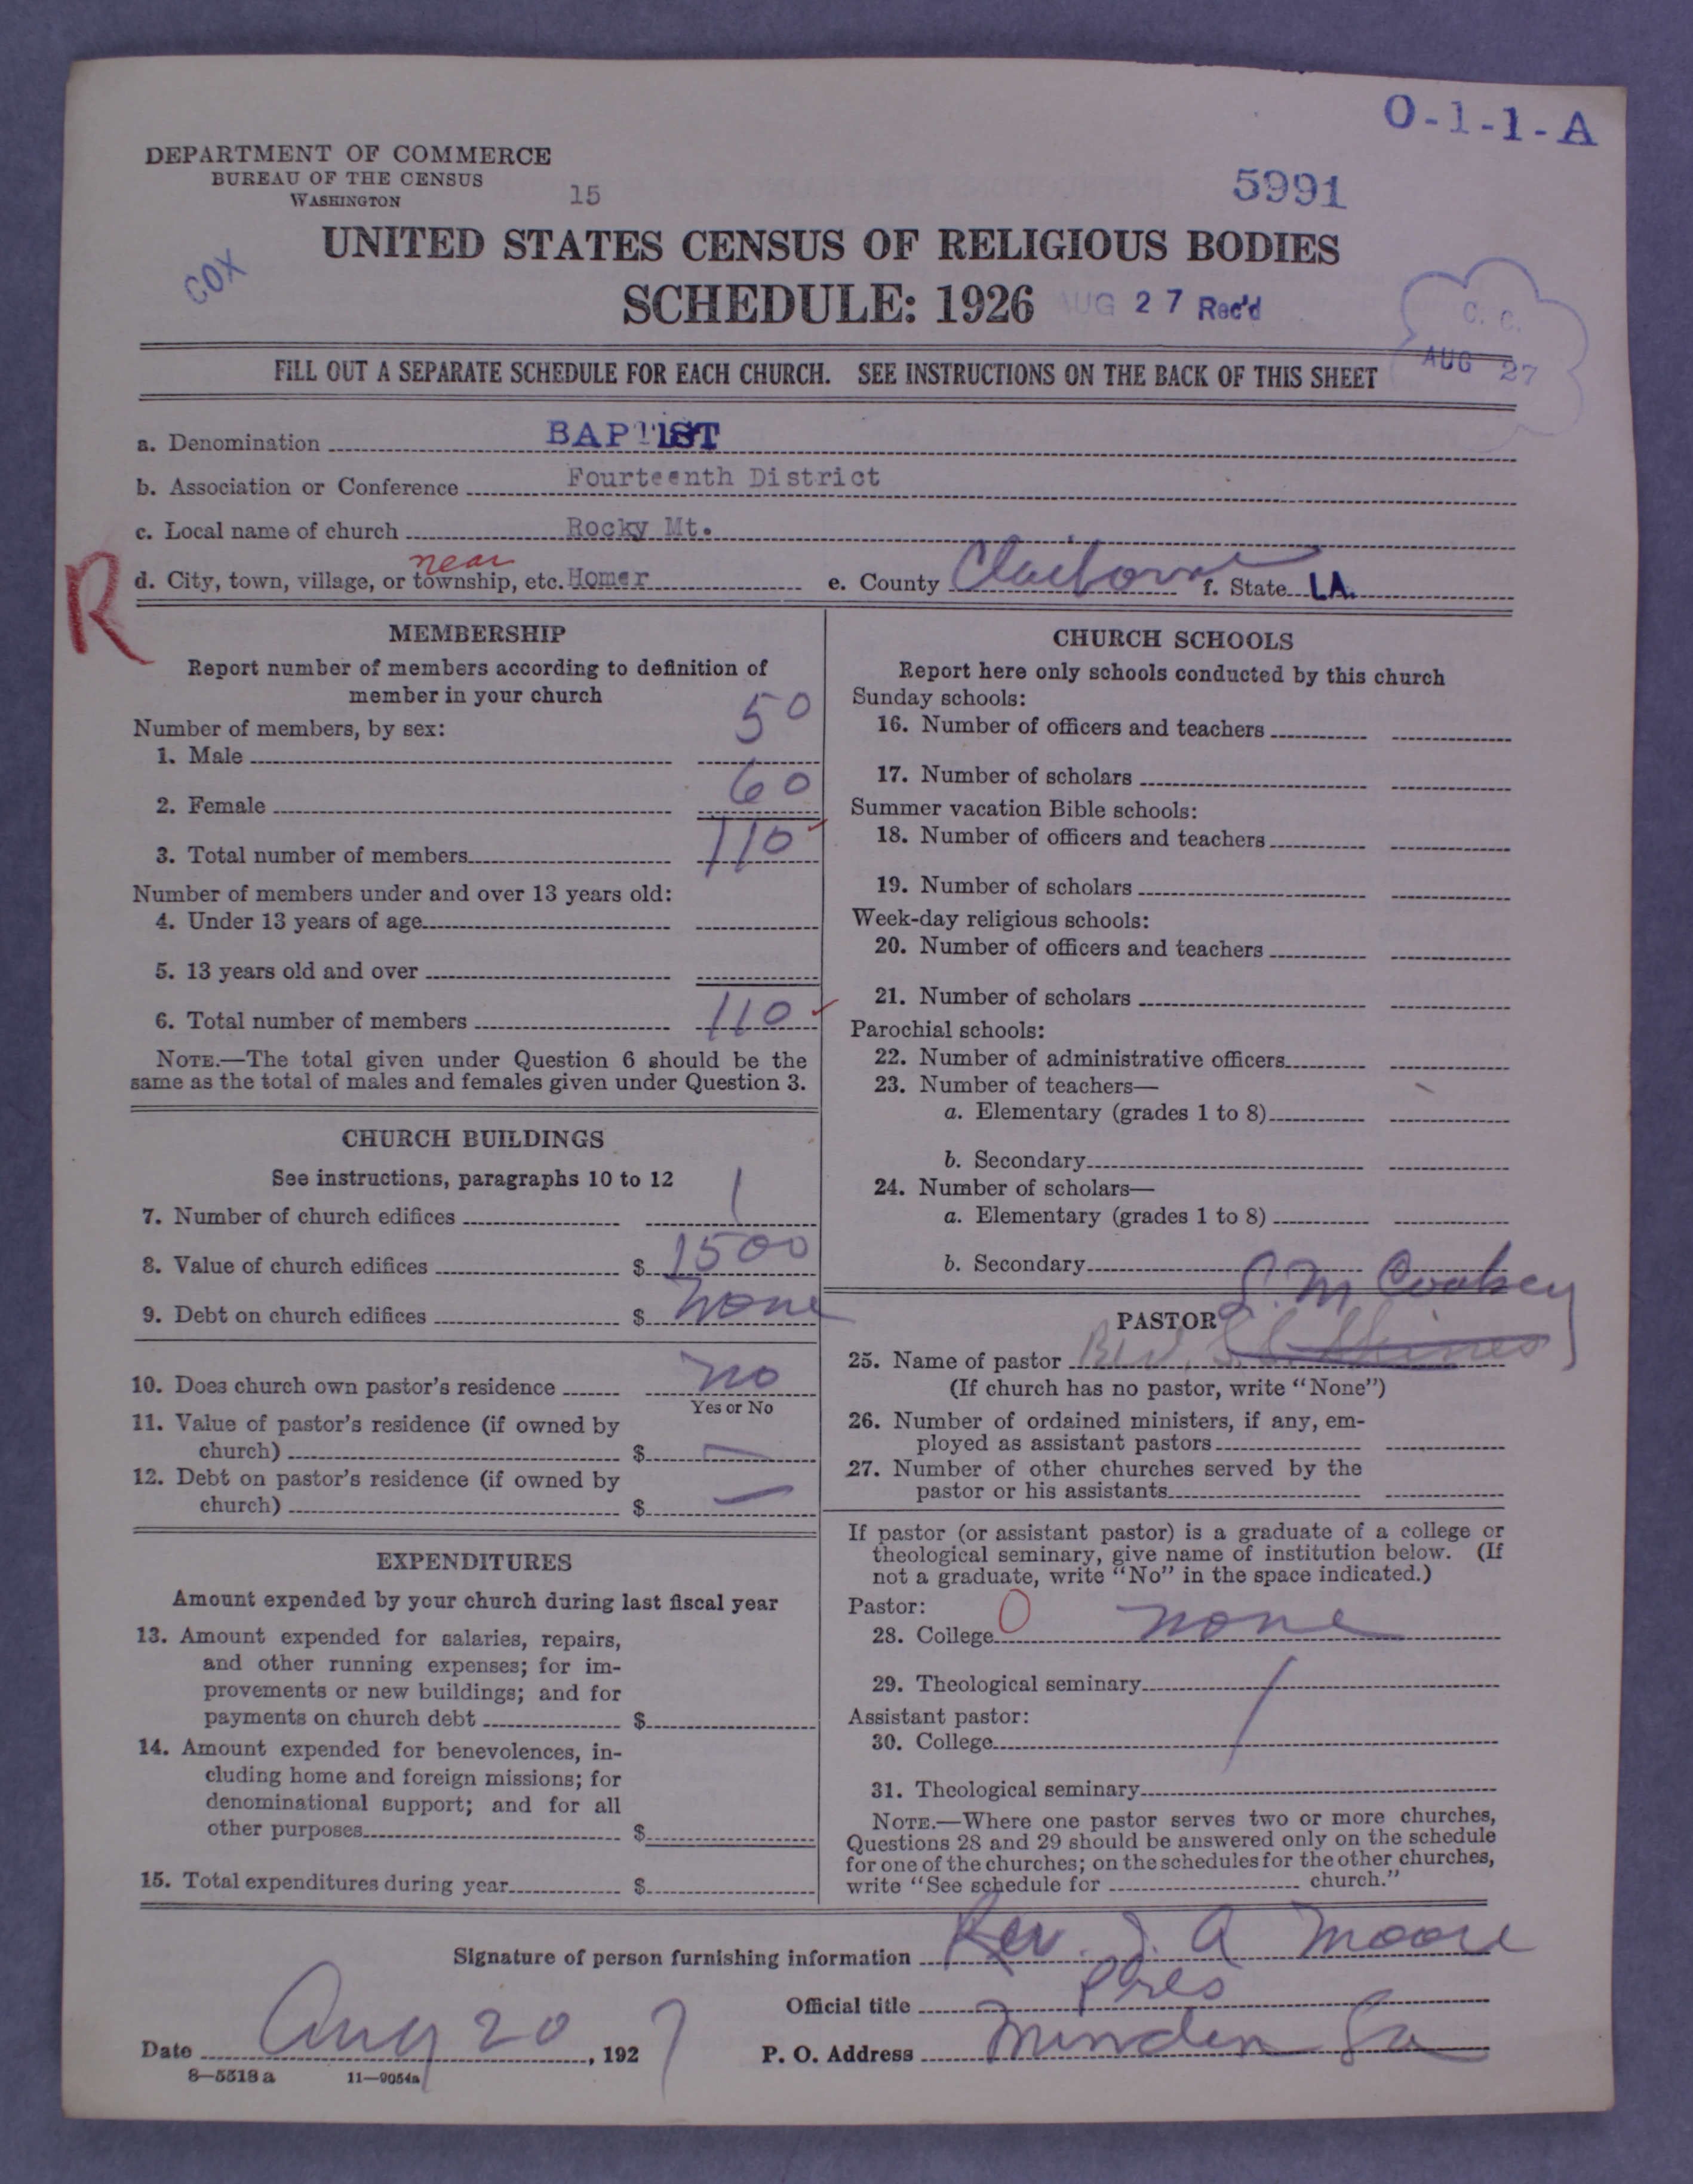 O-1-1-A
DEPARTMENT OF COMMERCE
BUREAU OF THE CENSUS
WASHINGTON
15
5991
UNITED STATES CENSUS OF RELIGIOUS BODIES
COX
SCHEDULE: 1926
AUG 27 Rec'd
C. C.
AUG 27
FILL OUT A SEPARATE SCHEDULE FOR EACH CHURCH. SEE INSTRUCTIONS ON THE BACK OF THIS SHEET
a. Denomination BAPTIST
b. Association or Conference Fourteenth District
c. Local name of church Rocky Mt.
near
R
d. City, town, village, or township, etc. Homer e. County Claiborne f. State LA.
MEMBERSHIP
Report number of members according to definition of
member in your church
Number of members, by sex:
1. Male 50
2. Female 60
3. Total number of members 110
Number of members under and over 13 years old:
4. Under 13 years of age
5. 13 years old and over
6. Total number of members 110
NOTE.—The total given under Question 6 should be the
same as the total of males and females given under Question 3.
CHURCH BUILDINGS
See instructions, paragraphs 10 to 12
7. Number of church edifices 1
8. Value of church edifices $ 1500
9. Debt on church edifices $ none
10. Does church own pastor's residence no
Yes or No
11. Value of pastor's residence (if owned by
church) $ —
12. Debt on pastor's residence (if owned by
church) $ —
EXPENDITURES
Amount expended by your church during last fiscal year
13. Amount expended for salaries, repairs,
and other running expenses; for im-
provements or new buildings; and for
payments on church debt $
14. Amount expended for benevolences, in-
cluding home and foreign missions; for
denominational support; and for all
other purposes $
15. Total expenditures during year $
CHURCH SCHOOLS
Report here only schools conducted by this church
Sunday schools:
16. Number of officers and teachers
17. Number of scholars
Summer vacation Bible schools:
18. Number of officers and teachers
19. Number of scholars
Week-day religious schools:
20. Number of officers and teachers
21. Number of scholars
Parochial schools:
22. Number of administrative officers
23. Number of teachers—
a. Elementary (grades 1 to 8)
b. Secondary
24. Number of scholars—
a. Elementary (grades 1 to 8)
b. Secondary
PASTOR
25. Name of pastor Rev.
(If church has no pastor, write "None")
26. Number of ordained ministers, if any, em-
ployed as assistant pastors
27. Number of other churches served by the
pastor or his assistants
If pastor (or assistant pastor) is a graduate of a college or
theological seminary, give name of institution below. (If
not a graduate, write "No" in the space indicated.)
Pastor:
28. College 0 none
29. Theological seminary
Assistant pastor:
30. College
31. Theological seminary
NOTE.—Where one pastor serves two or more churches,
Questions 28 and 29 should be answered only on the schedule
for one of the churches; on the schedules for the other churches,
write "See schedule for church."
Signature of person furnishing information Rev. J. A Moore
Official title Pres
Date Aug 20, 1927 P. O. Address Minden La
8—5518a 11—9054a